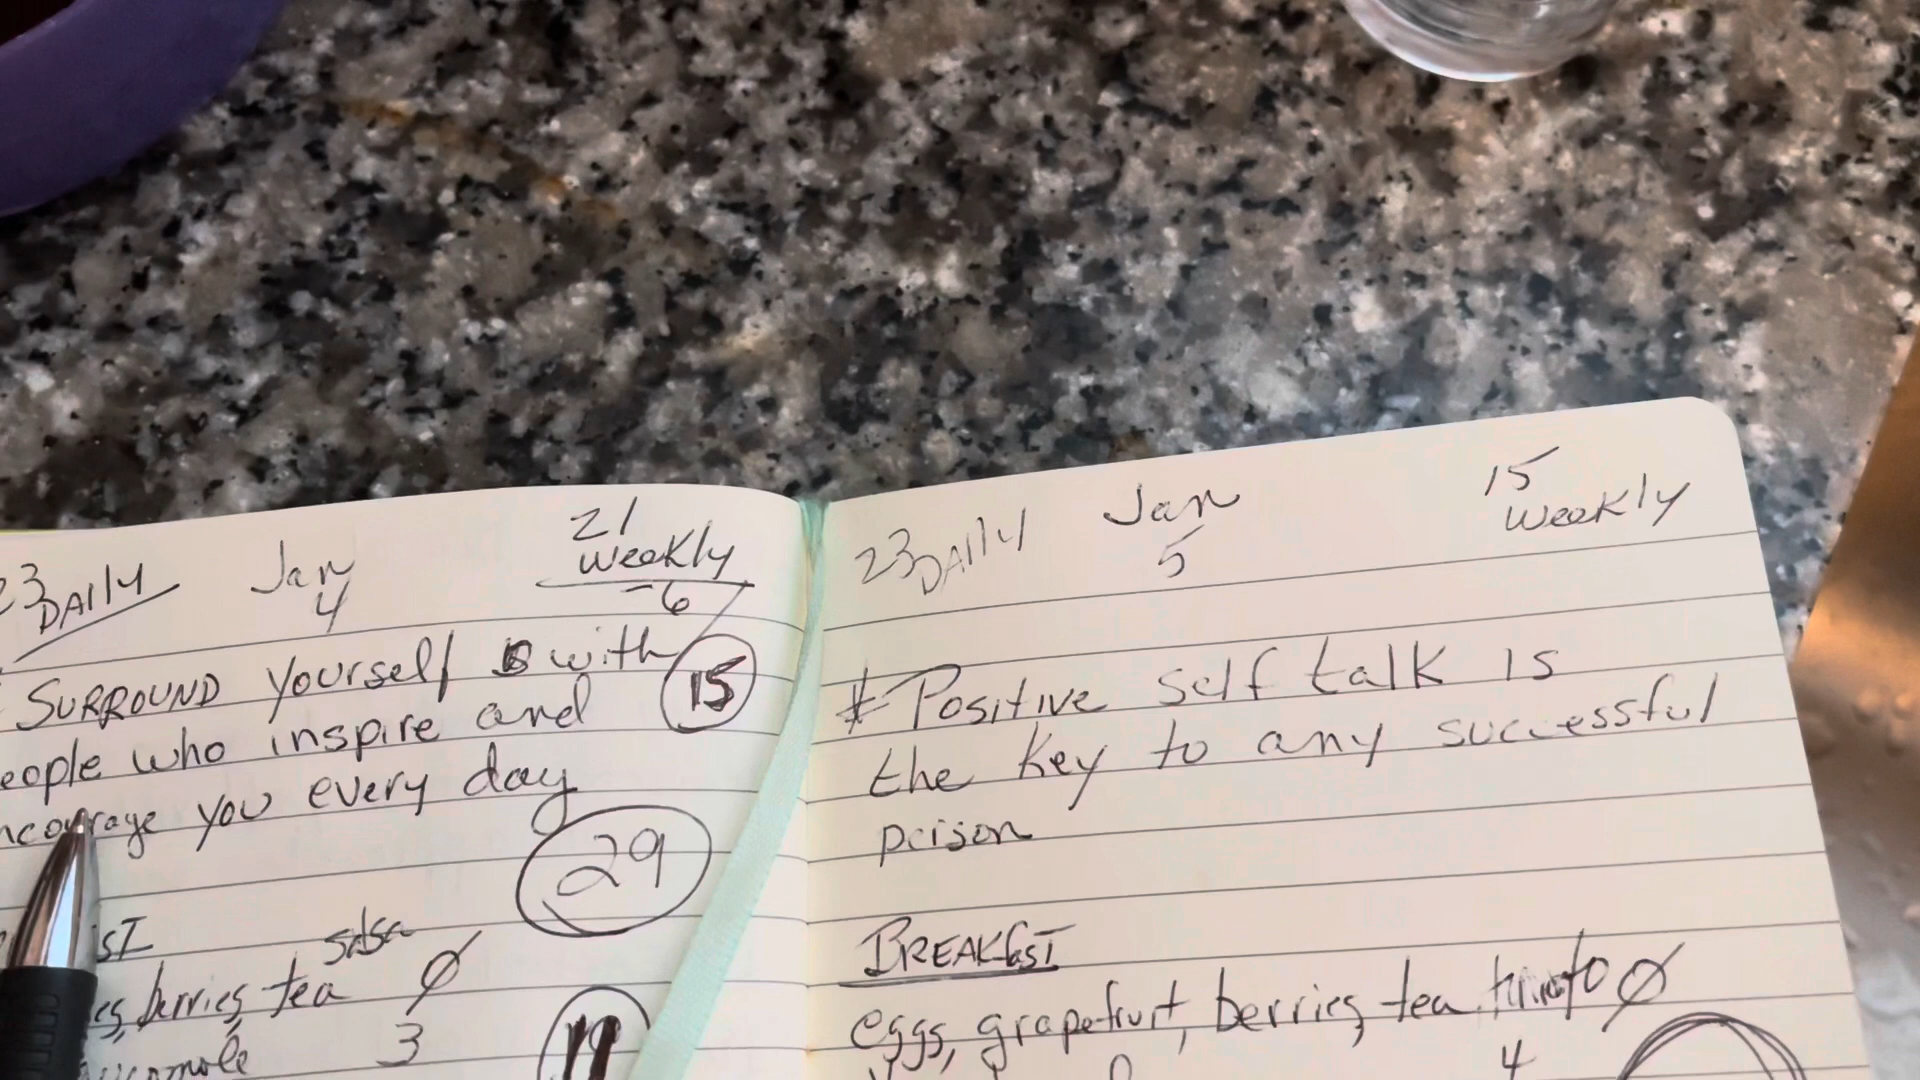 23 DAILY Jan 4 21 weekly
-6
SURROUND yourself with 15
people who inspire and
encourage you every day
29
salsa
berries, tea Ø
3
23 DAILY Jan 5 15 weekly
* Positive self talk is
the key to any successful
person
BREAKfaST
eggs, grapefruit, berries, tea, Ø
4